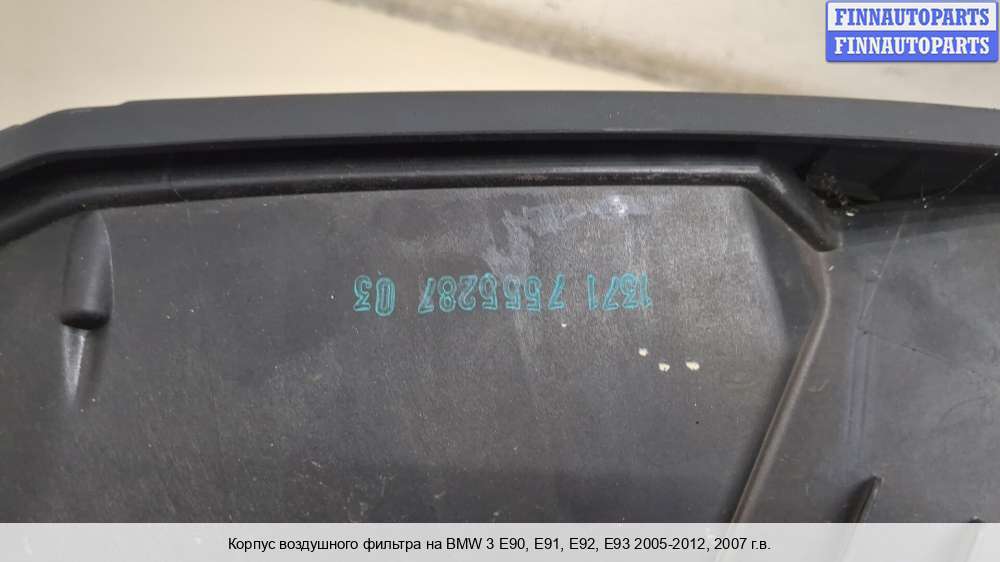 FINNAUTOPARTS
FINNAUTOPARTS
1371 7555287 03
Корпус воздушного фильтра на BMW 3 E90, E91, E92, E93 2005-2012, 2007 г.в.